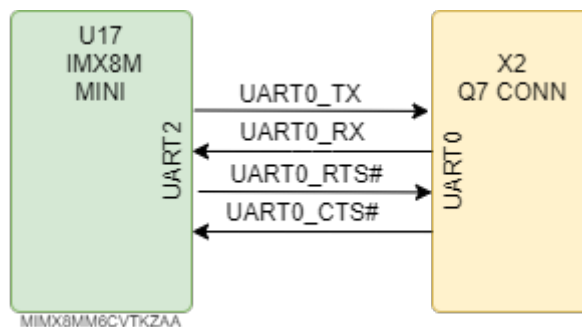 U17
IMX8M
MINI
X2
Q7 CONN
UART2
UART0_TX
UART0_RX
UART0_RTS#
UART0_CTS#
UART0
MIMX8MM6CVTKZAA